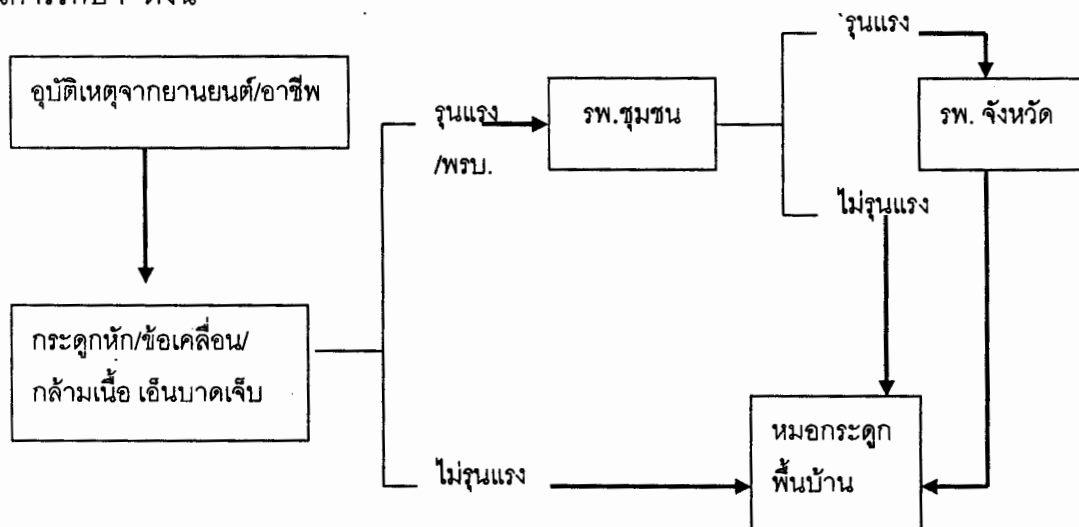 รุนแรง
อุบัติเหตุจากยานยนต์/อาชีพ
รุนแรง
/พรบ.
รพ.ชุมชน
รพ. จังหวัด
ไม่รุนแรง
กระดูกหัก/ข้อเคลื่อน/
กล้ามเนื้อ เอ็นบาดเจ็บ
หมอกระดูก
พื้นบ้าน
ไม่รุนแรง